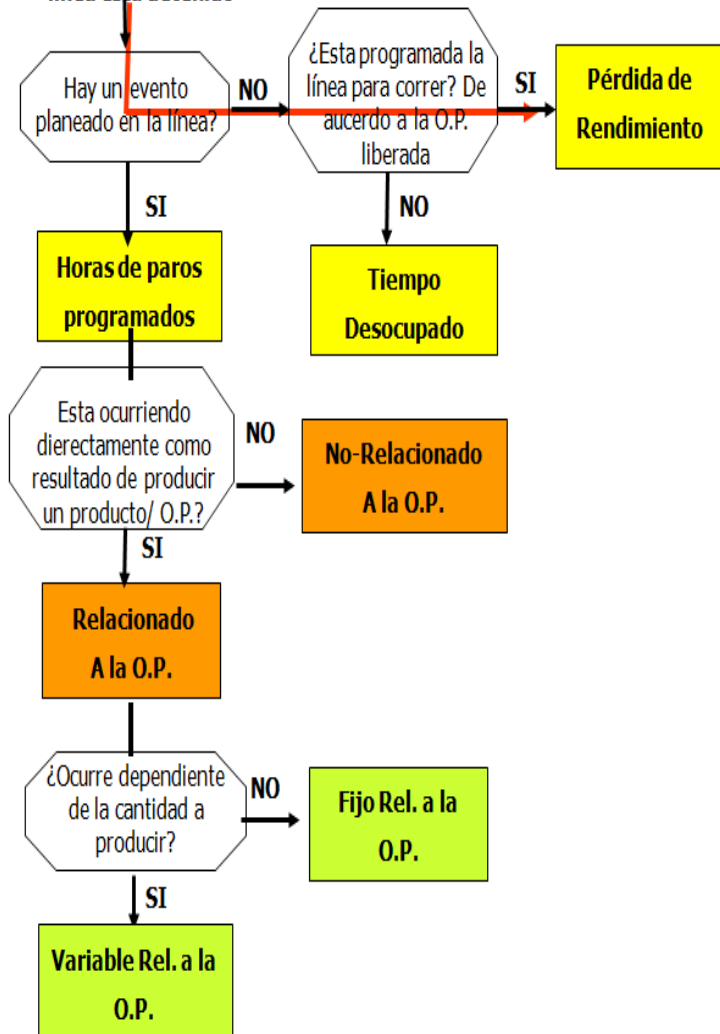 Hay un evento
planeado en la línea?
NO
¿Esta programada la
línea para correr? De
aucerdo a la O.P.
liberada
SI
Pérdida de
Rendimiento
SI
NO
Horas de paros
programados
Tiempo
Desocupado
Esta ocurriendo
dierectamente como
resultado de producir
un producto/ O.P.?
NO
No-Relacionado
A la O.P.
SI
Relacionado
A la O.P.
¿Ocurre dependiente
de la cantidad a
producir?
NO
Fijo Rel. a la
O.P.
SI
Variable Rel. a la
O.P.